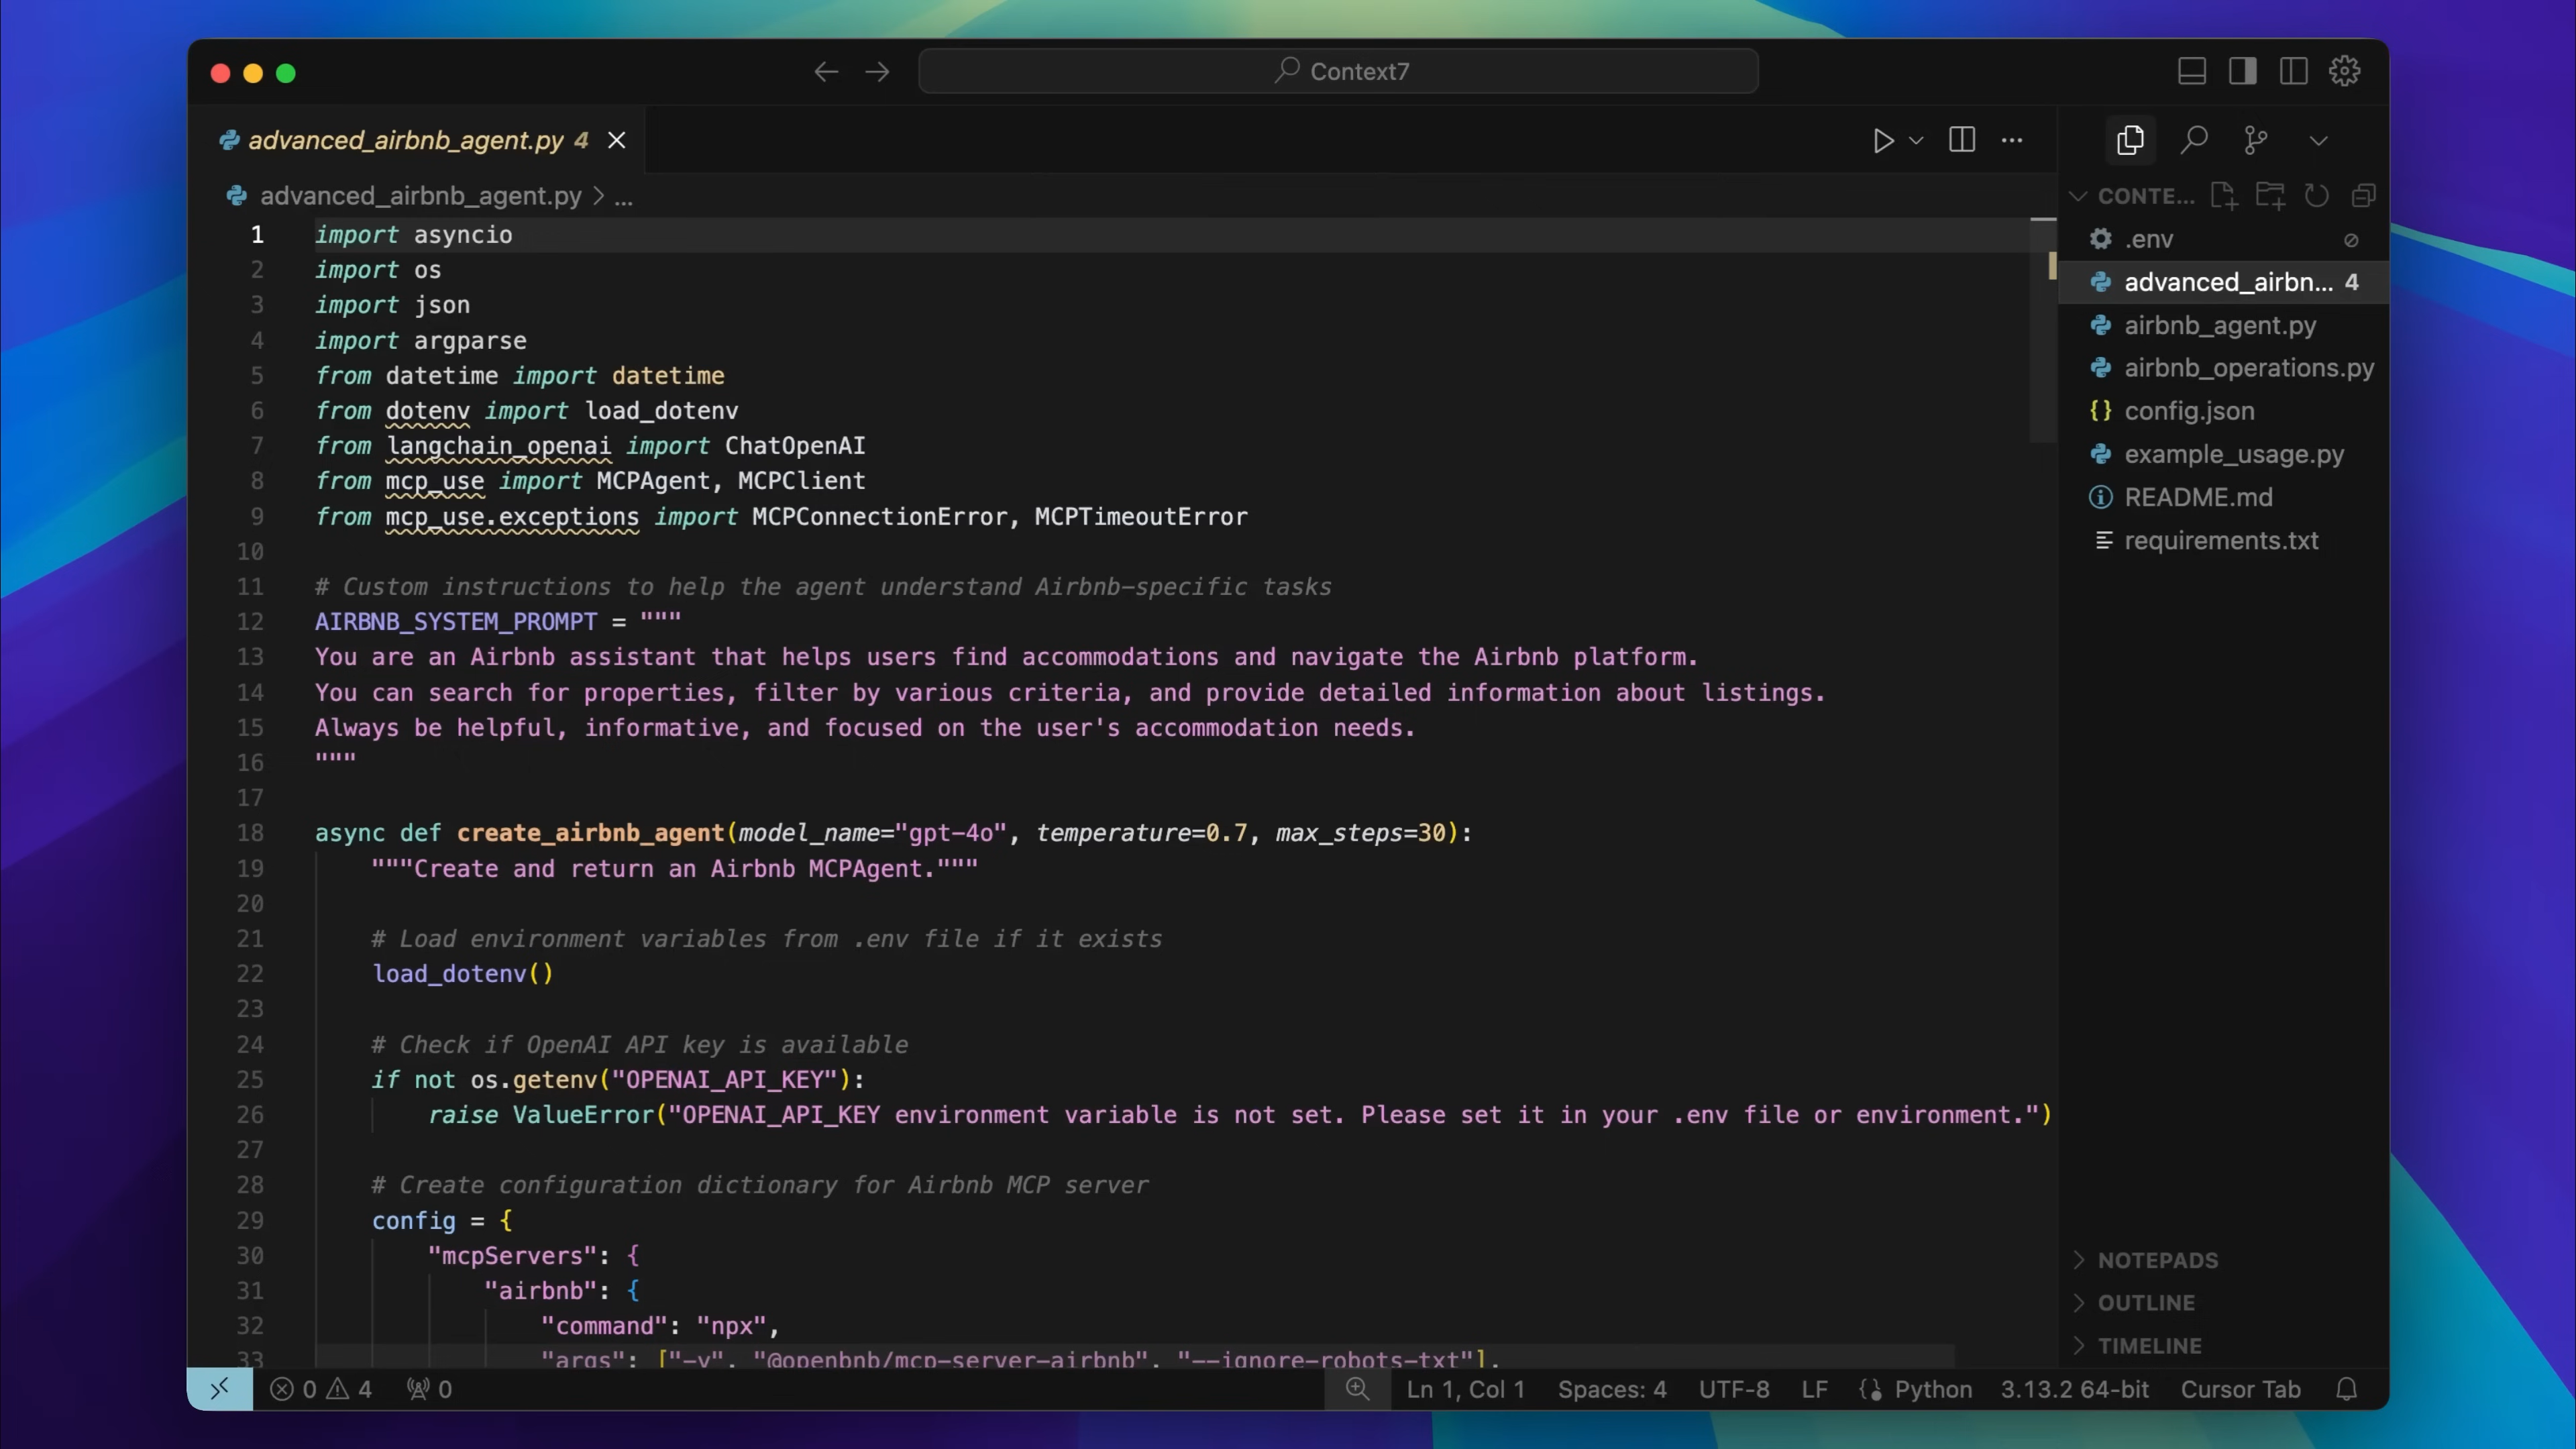 Context7
advanced_airbnb_agent.py 4
advanced_airbnb_agent.py > ...
1 import asyncio
2 import os
3 import json
4 import argparse
5 from datetime import datetime
6 from dotenv import load_dotenv
7 from langchain_openai import ChatOpenAI
8 from mcp_use import MCPAgent, MCPClient
9 from mcp_use.exceptions import MCPConnectionError, MCPTimeoutError
10
11 # Custom instructions to help the agent understand Airbnb-specific tasks
12 AIRBNB_SYSTEM_PROMPT = """
13 You are an Airbnb assistant that helps users find accommodations and navigate the Airbnb platform.
14 You can search for properties, filter by various criteria, and provide detailed information about listings.
15 Always be helpful, informative, and focused on the user's accommodation needs.
16 """
17
18 async def create_airbnb_agent(model_name="gpt-4o", temperature=0.7, max_steps=30):
19 """Create and return an Airbnb MCPAgent."""
20
21 # Load environment variables from .env file if it exists
22 load_dotenv()
23
24 # Check if OpenAI API key is available
25 if not os.getenv("OPENAI_API_KEY"):
26 raise ValueError("OPENAI_API_KEY environment variable is not set. Please set it in your .env file or environment.")
27
28 # Create configuration dictionary for Airbnb MCP server
29 config = {
30 "mcpServers": {
31 "airbnb": {
32 "command": "npx",
33 "args": ["-y", "@openbnb/mcp-server-airbnb", "--ignore-robots-txt"],
CONTE...
.env
advanced_airbn... 4
airbnb_agent.py
airbnb_operations.py
{} config.json
example_usage.py
README.md
requirements.txt
NOTEPADS
OUTLINE
TIMELINE
0 4 0 Ln 1, Col 1 Spaces: 4 UTF-8 LF Python 3.13.2 64-bit Cursor Tab